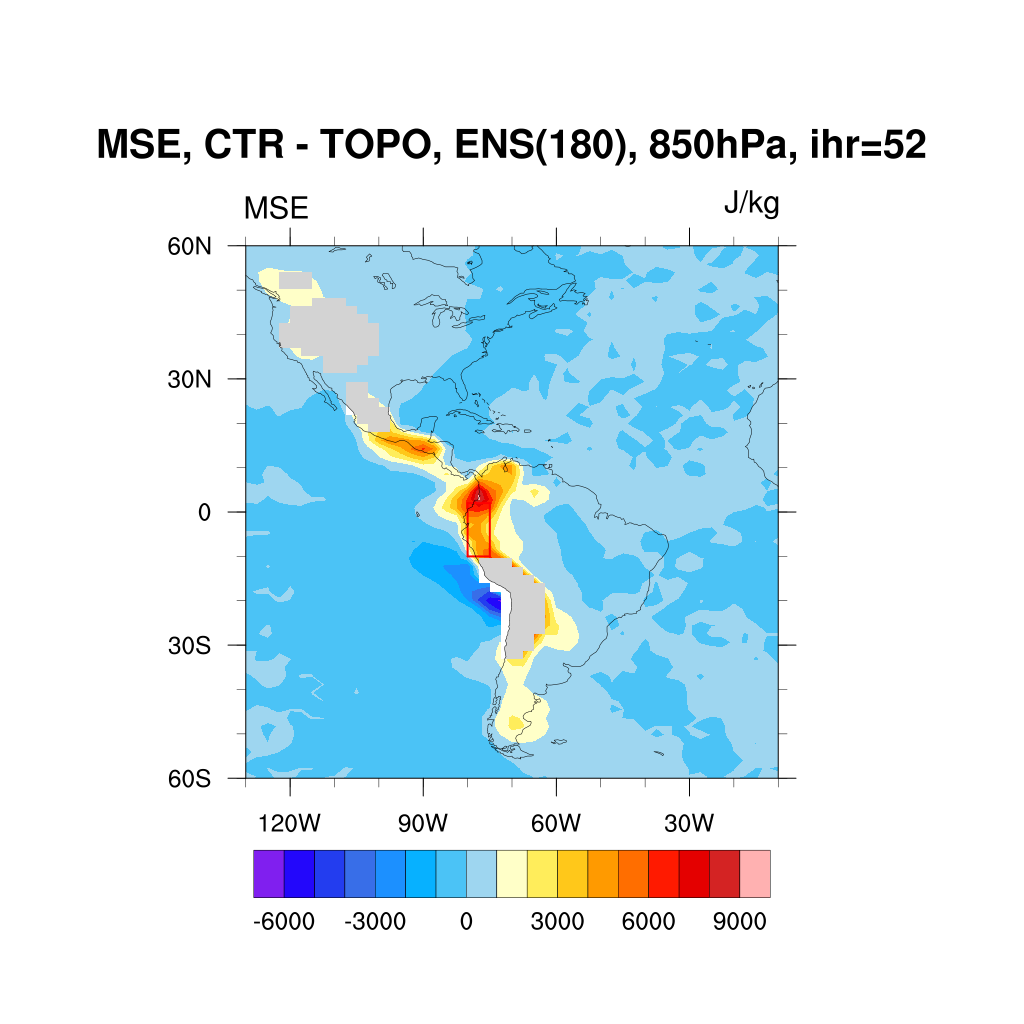 MSE, CTR - TOPO, ENS(180), 850hPa, ihr=52
MSE J/kg
60N
30N
0
30S
60S
120W 90W 60W 30W
-6000 -3000 0 3000 6000 9000